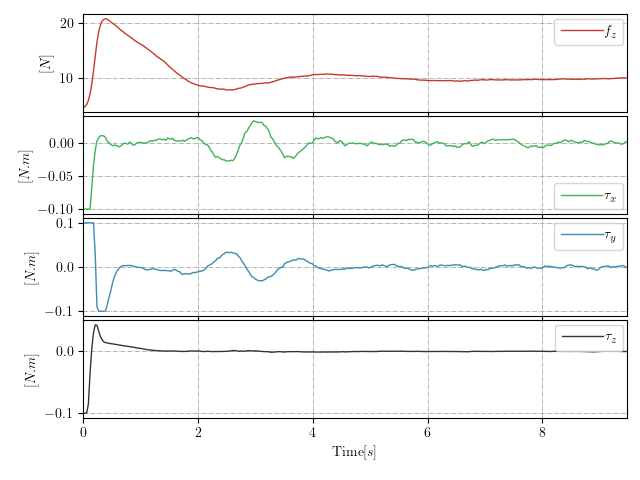 20
10
[N]
f_z
0.00
−0.05
−0.10
[N.m]
τ_x
0.1
0.0
−0.1
[N.m]
τ_y
0.0
−0.1
[N.m]
τ_z
0 2 4 6 8
Time[s]